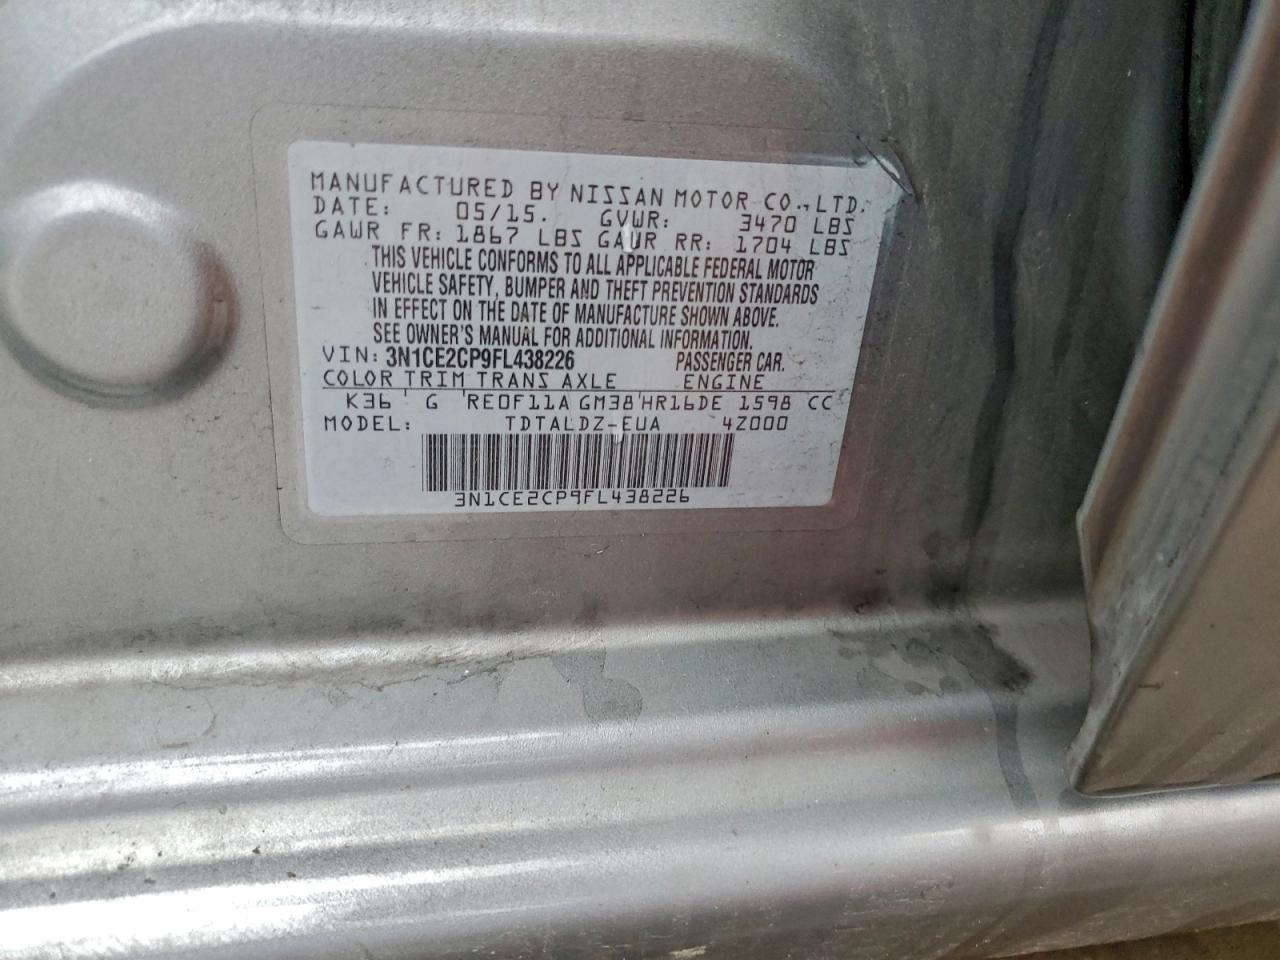 MANUFACTURED BY NISSAN MOTOR CO.,LTD.
DATE: 05/15. GVWR: 3470 LBS
GAWR FR: 1867 LBS GAWR RR: 1704 LBS
THIS VEHICLE CONFORMS TO ALL APPLICABLE FEDERAL MOTOR
VEHICLE SAFETY, BUMPER AND THEFT PREVENTION STANDARDS
IN EFFECT ON THE DATE OF MANUFACTURE SHOWN ABOVE.
SEE OWNER'S MANUAL FOR ADDITIONAL INFORMATION.
VIN: 3N1CE2CP9FL438226 PASSENGER CAR.
COLOR TRIM TRANS AXLE ENGINE
K36 G RE0F11A GM38 HR16DE 1598 CC
MODEL: TDTALDZ-EUA 4Z000
3N1CE2CP9FL438226